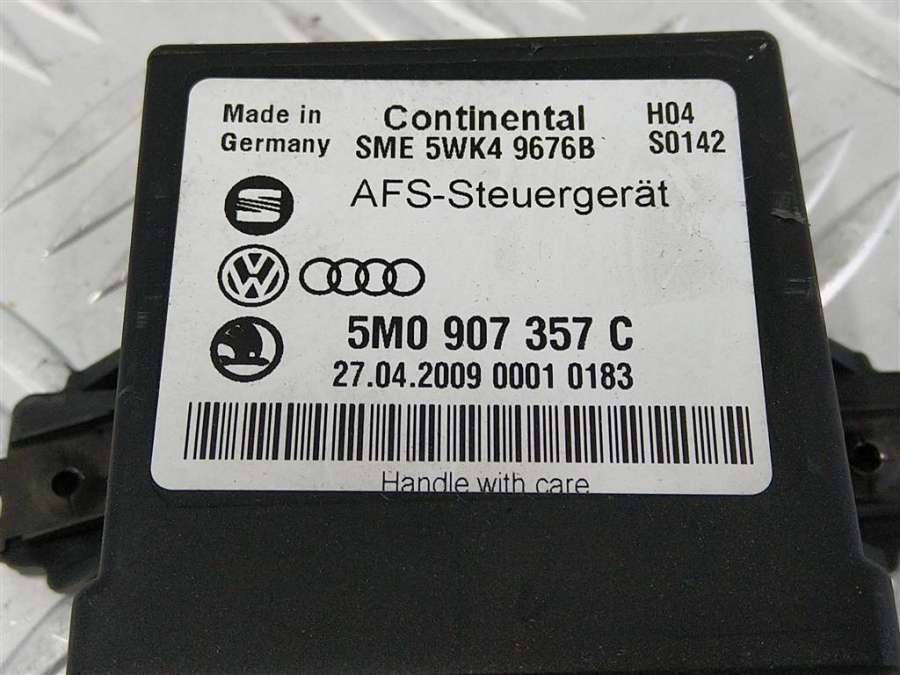 Made in Germany
Continental
SME 5WK4 9676B
H04
S0142
AFS-Steuergerät
5M0 907 357 C
27.04.2009 0001 0183
Handle with care